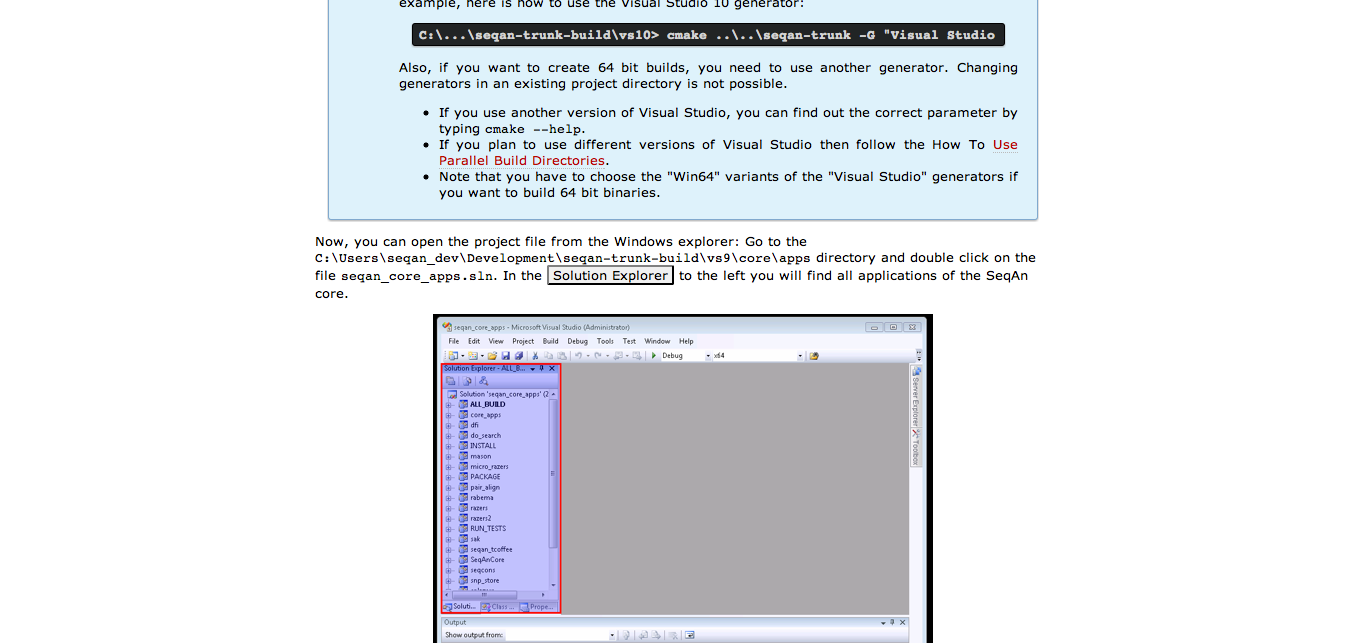 example, here is how to use the Visual Studio 10 generator:
C:\...\seqan-trunk-build\vs10> cmake ..\..\seqan-trunk -G "Visual Studio
Also, if you want to create 64 bit builds, you need to use another generator. Changing
generators in an existing project directory is not possible.
• If you use another version of Visual Studio, you can find out the correct parameter by
typing cmake --help.
• If you plan to use different versions of Visual Studio then follow the How To Use
Parallel Build Directories.
• Note that you have to choose the "Win64" variants of the "Visual Studio" generators if
you want to build 64 bit binaries.
Now, you can open the project file from the Windows explorer: Go to the
C:\Users\seqan_dev\Development\seqan-trunk-build\vs9\core\apps directory and double click on the
file seqan_core_apps.sln. In the Solution Explorer to the left you will find all applications of the SeqAn
core.
seqan_core_apps - Microsoft Visual Studio (Administrator)
File Edit View Project Build Debug Tools Test Window Help
Debug x64
Solution Explorer - ALL_B...
Solution 'seqan_core_apps' (2
ALL_BUILD
core_apps
dfi
do_search
INSTALL
mason
micro_razers
PACKAGE
pair_align
rabema
razers
razers2
RUN_TESTS
sak
seqan_tcoffee
SeqAnCore
seqcons
snp_store
Soluti... Class ... Prope...
Server Explorer
Toolbox
Output
Show output from: